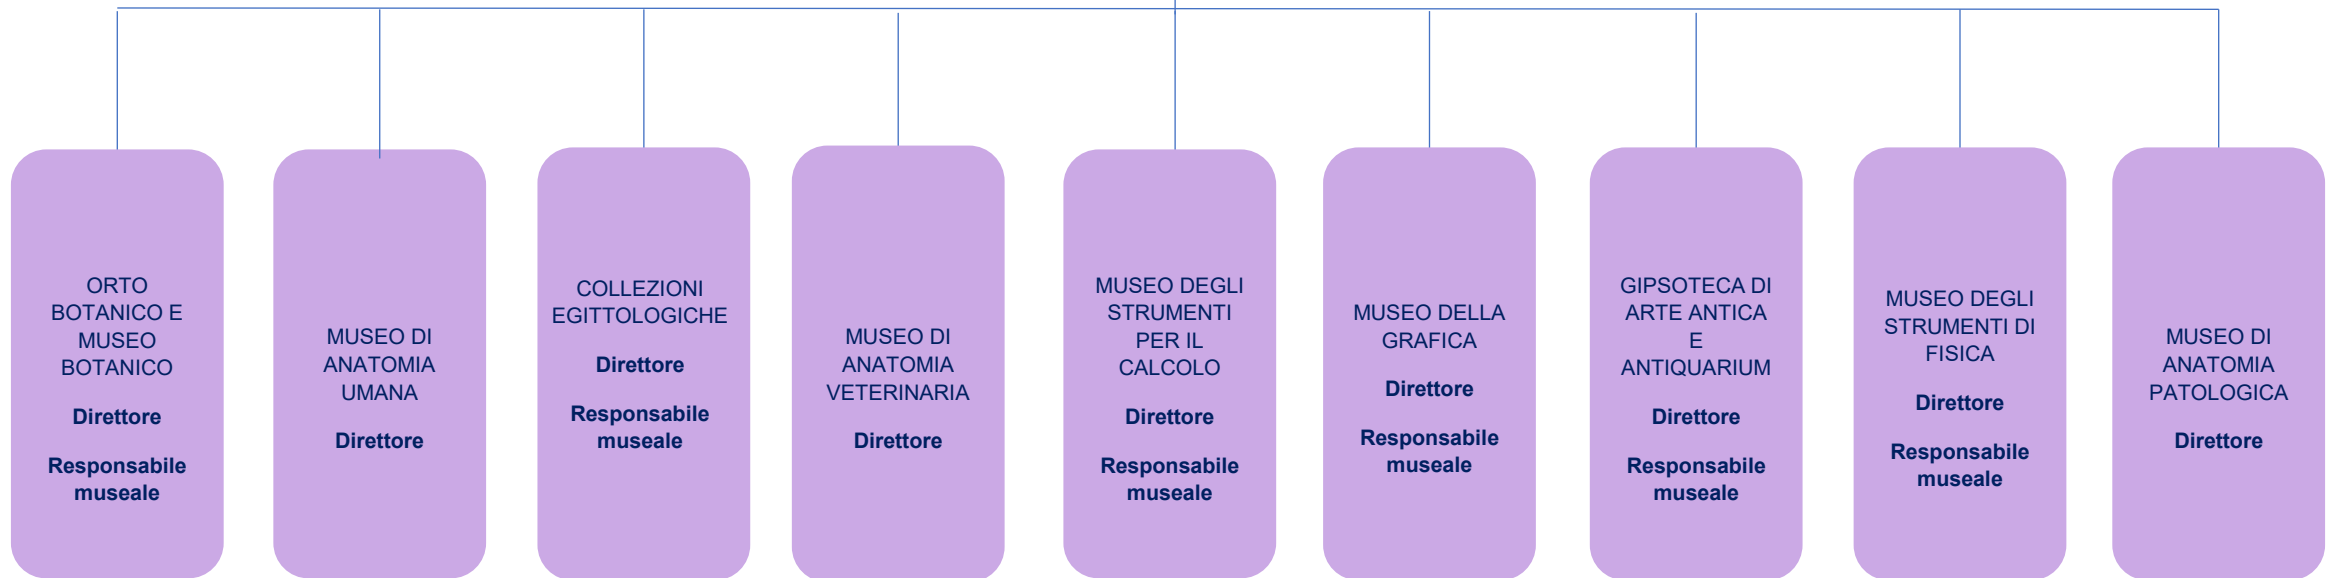 ORTO
BOTANICO E
MUSEO
BOTANICO
Direttore
Responsabile
museale
MUSEO DI
ANATOMIA
UMANA
Direttore
COLLEZIONI
EGITTOLOGICHE
Direttore
Responsabile
museale
MUSEO DI
ANATOMIA
VETERINARIA
Direttore
MUSEO DEGLI
STRUMENTI
PER IL
CALCOLO
Direttore
Responsabile
museale
MUSEO DELLA
GRAFICA
Direttore
Responsabile
museale
GIPSOTECA DI
ARTE ANTICA
E
ANTIQUARIUM
Direttore
Responsabile
museale
MUSEO DEGLI
STRUMENTI DI
FISICA
Direttore
Responsabile
museale
MUSEO DI
ANATOMIA
PATOLOGICA
Direttore